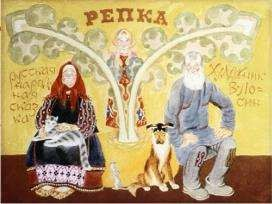 РЕПКА
русская
народ
ная
сказ
ка
Художник
В. Ло
син